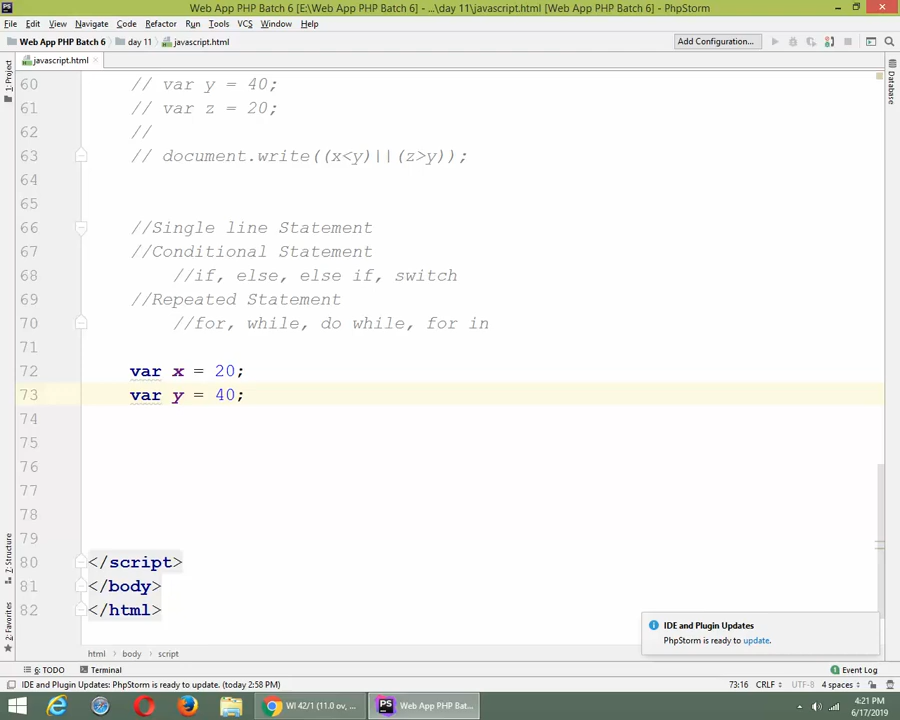 Web App PHP Batch 6 [E:\Web App PHP Batch 6] - ...\day 11\javascript.html [Web App PHP Batch 6] - PhpStorm
File Edit View Navigate Code Refactor Run Tools VCS Window Help
Web App PHP Batch 6 day 11 javascript.html Add Configuration...
javascript.html
1: Project
Database
60 // var y = 40;
61 // var z = 20;
62 //
63 // document.write((x<y)||(z>y));
64
65
66 //Single line Statement
67 //Conditional Statement
68 //if, else, else if, switch
69 //Repeated Statement
70 //for, while, do while, for in
71
72 var x = 20;
73 var y = 40;
74
75
76
77
78
79
80 </script>
81 </body>
82 </html>
7: Structure
2: Favorites
IDE and Plugin Updates
PhpStorm is ready to update.
html body script
6: TODO Terminal Event Log
IDE and Plugin Updates: PhpStorm is ready to update. (today 2:58 PM) 73:16 CRLF UTF-8 4 spaces
WI 42/1 (11.0 ov, ... PS Web App PHP Bat...
4:21 PM
6/17/2019